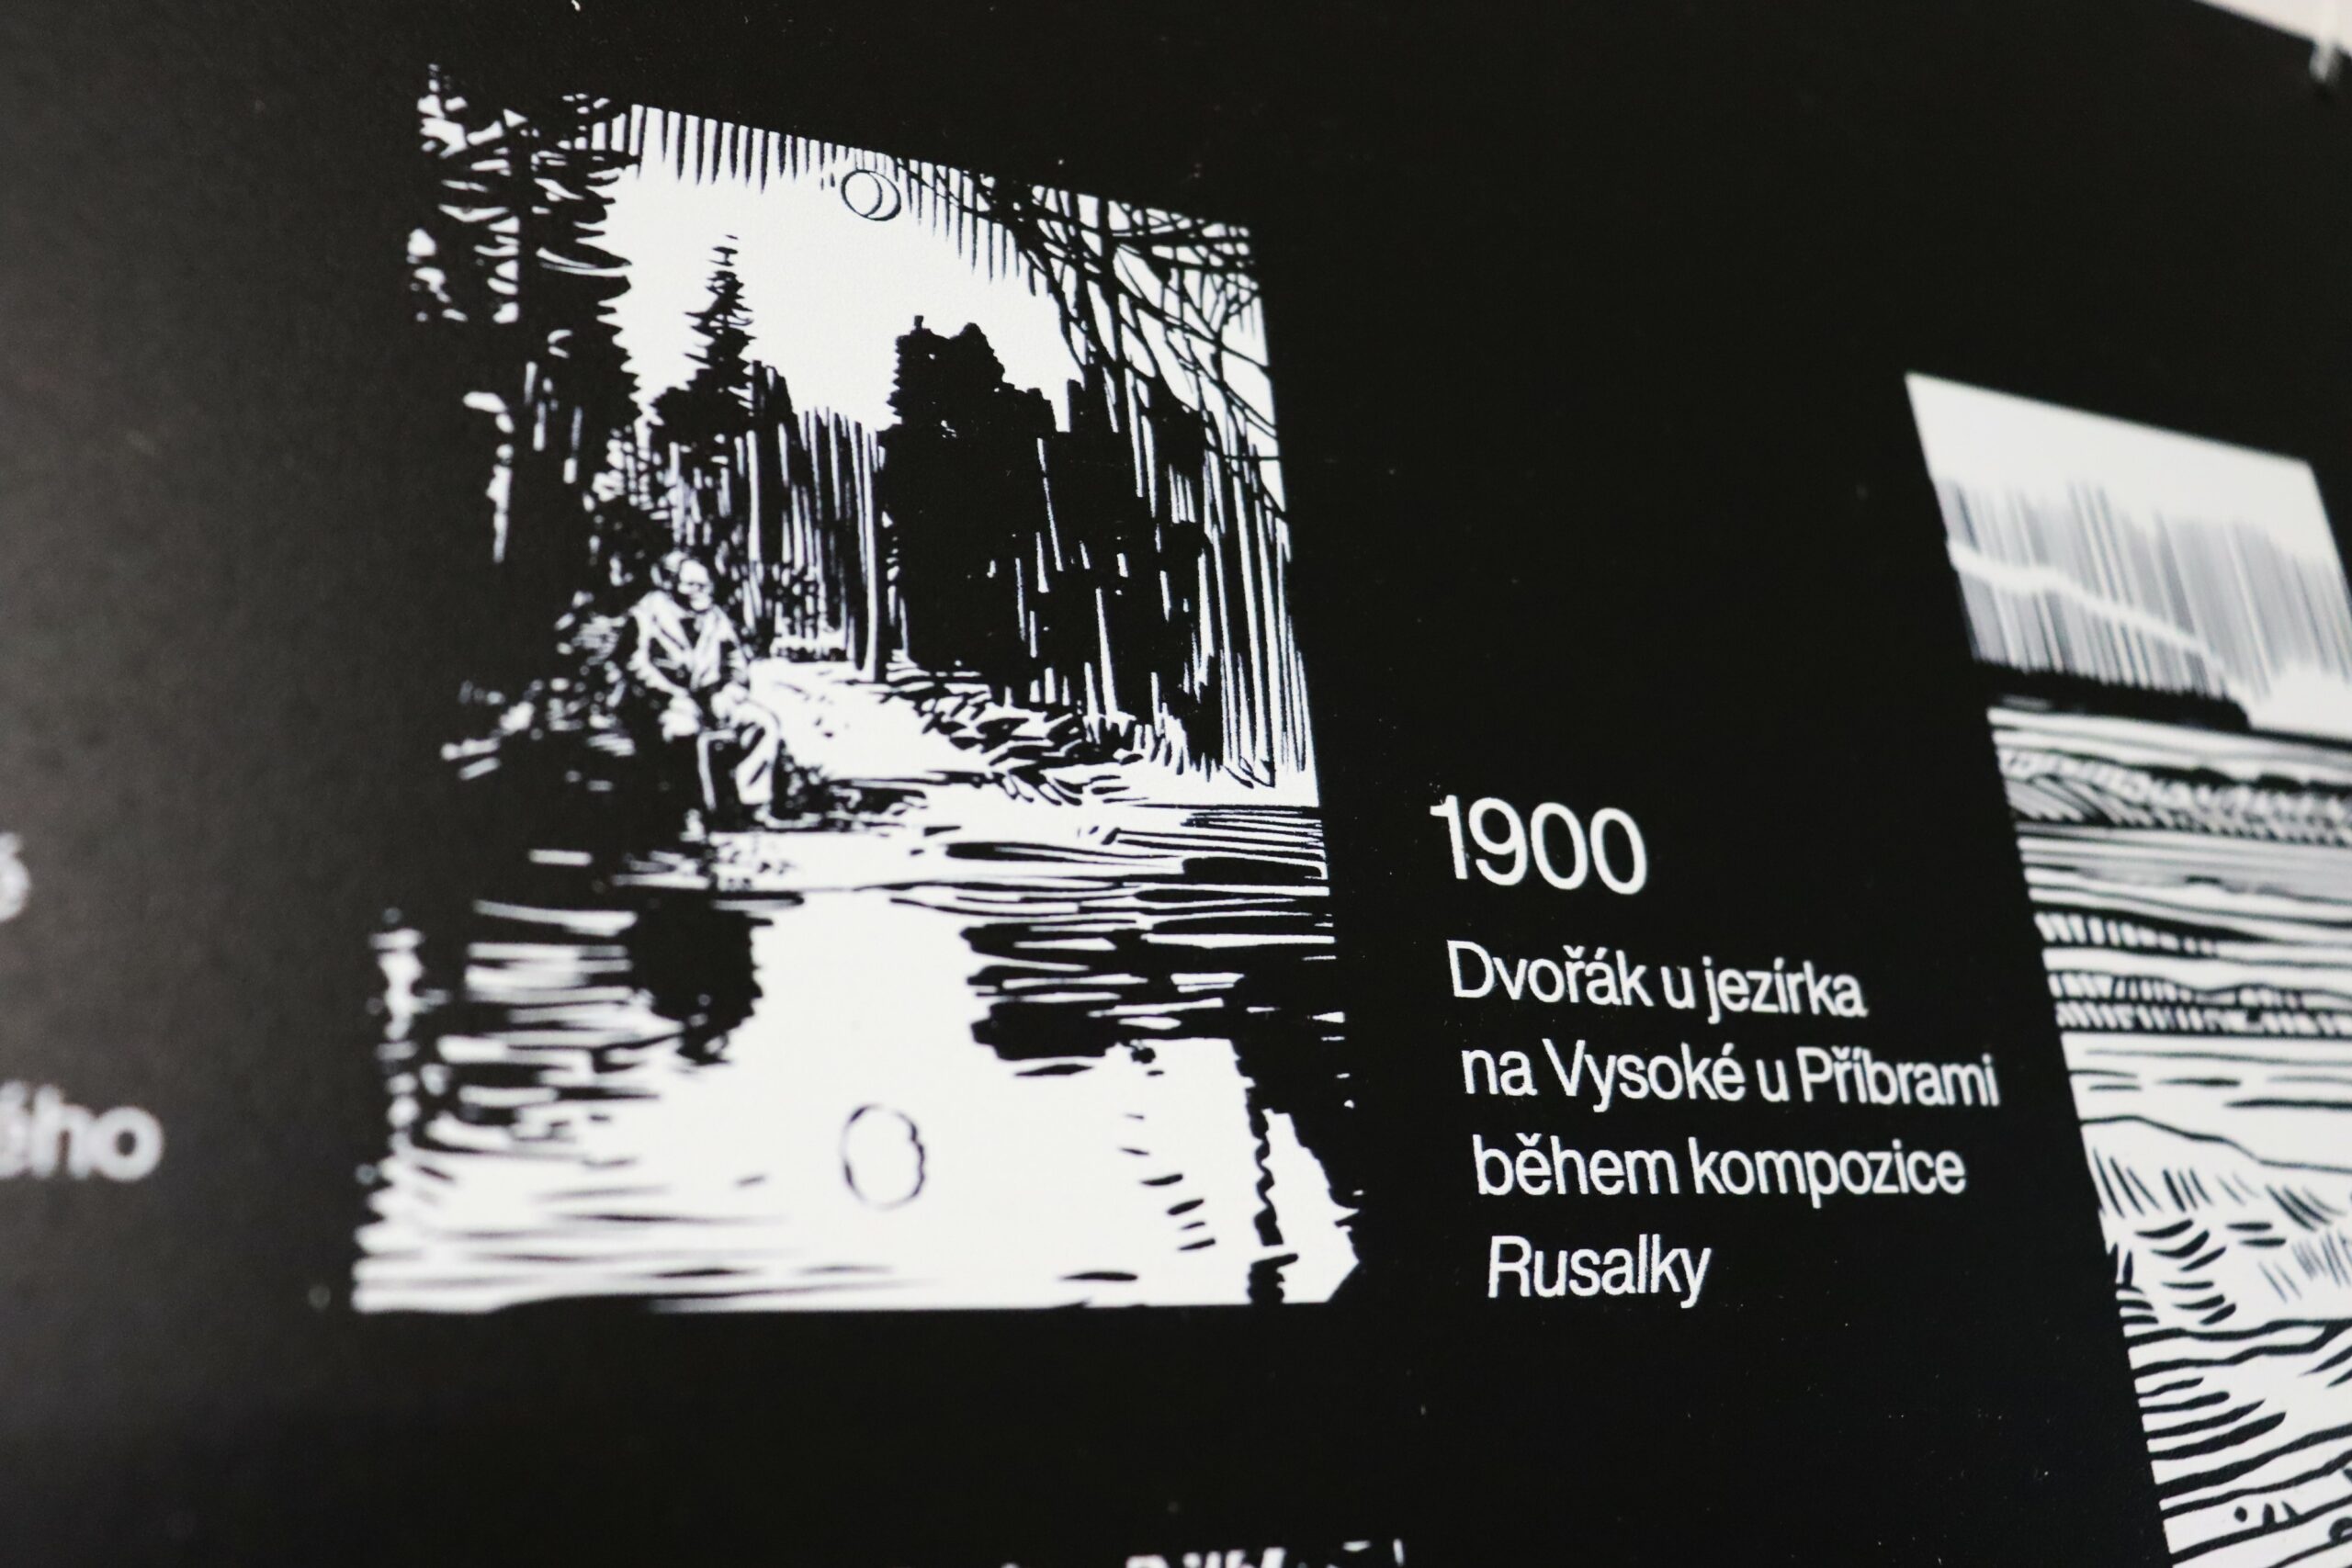 1900
Dvořák u jezírka
na Vysoké u Příbrami
během kompozice
Rusalky